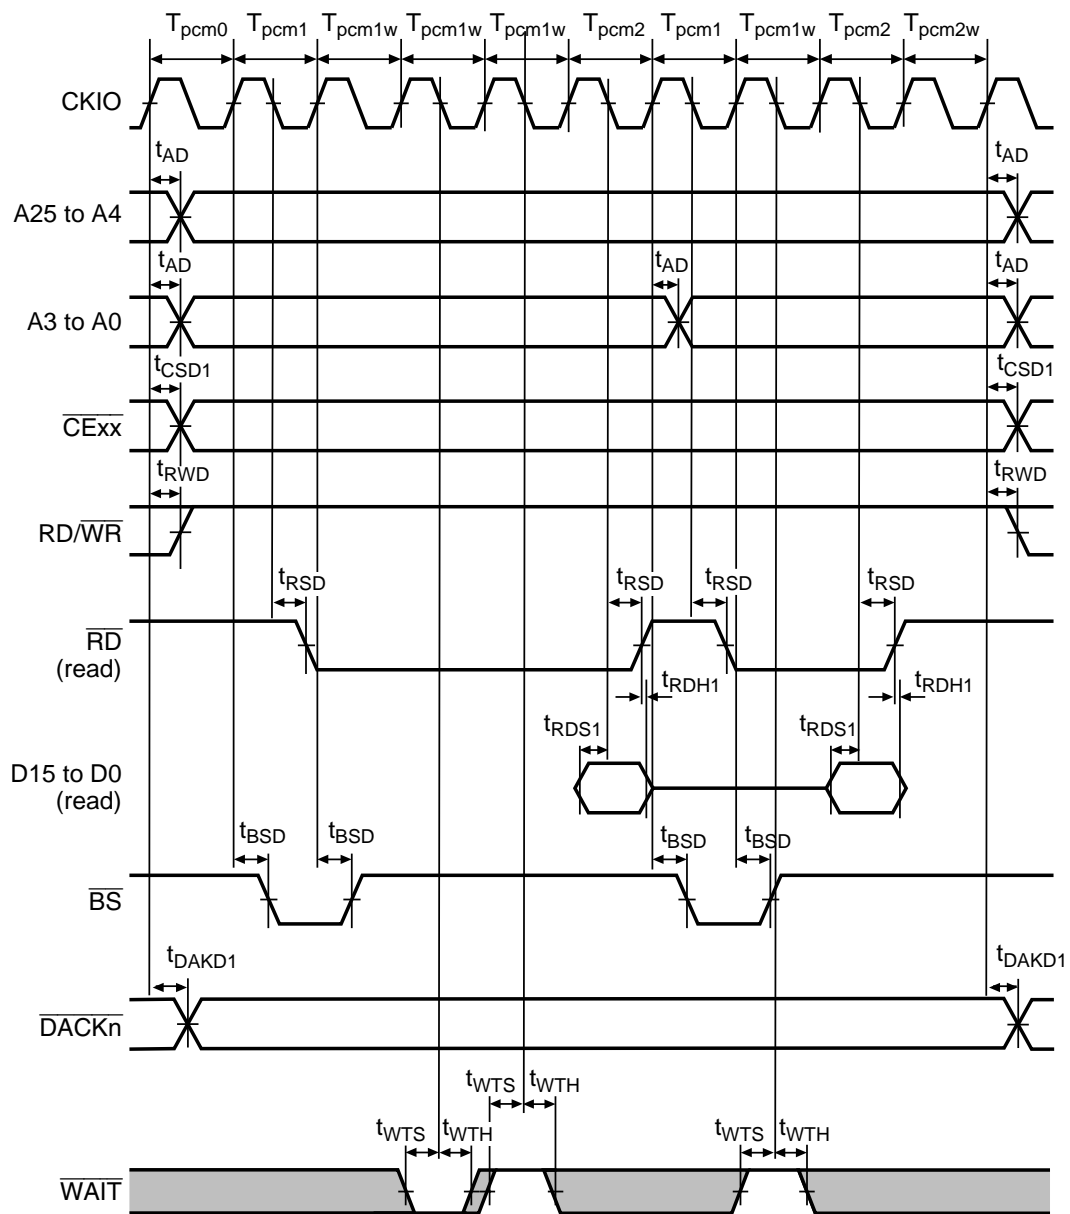 Tpcm0 Tpcm1 Tpcm1w Tpcm1w Tpcm1w Tpcm2 Tpcm1 Tpcm1w Tpcm2 Tpcm2w
CKIO
tAD tAD
A25 to A4
tAD tAD tAD
A3 to A0
tCSD1 tCSD1
CExx
tRWD tRWD
RD/WR
tRSD tRSD tRSD tRSD
RD
(read)
tRDH1 tRDH1
tRDS1 tRDS1
D15 to D0
(read)
tBSD tBSD tBSD tBSD
BS
tDAKD1 tDAKD1
DACKn
tWTS tWTH
tWTS tWTH tWTS tWTH
WAIT